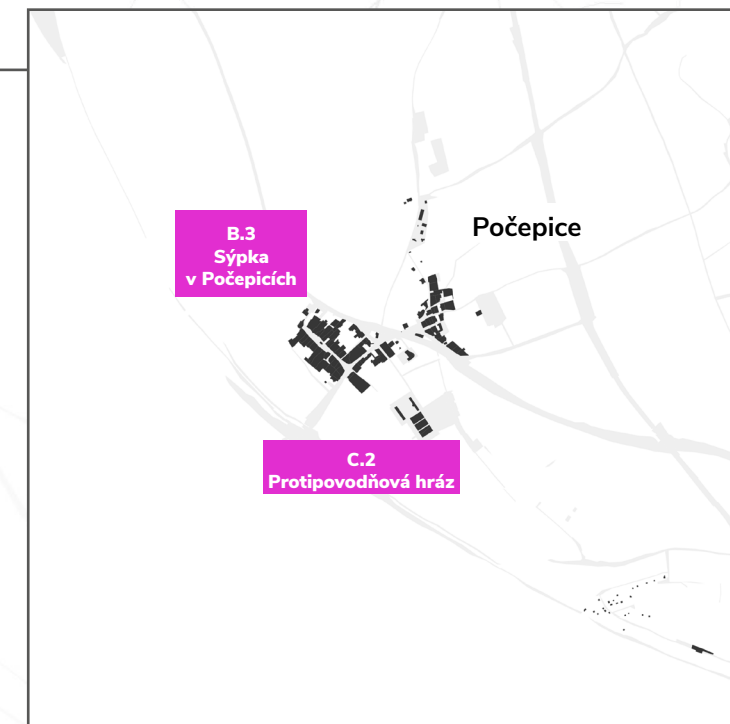 Počepice
B.3
Sýpka
v Počepicích
C.2
Protipovodňová hráz